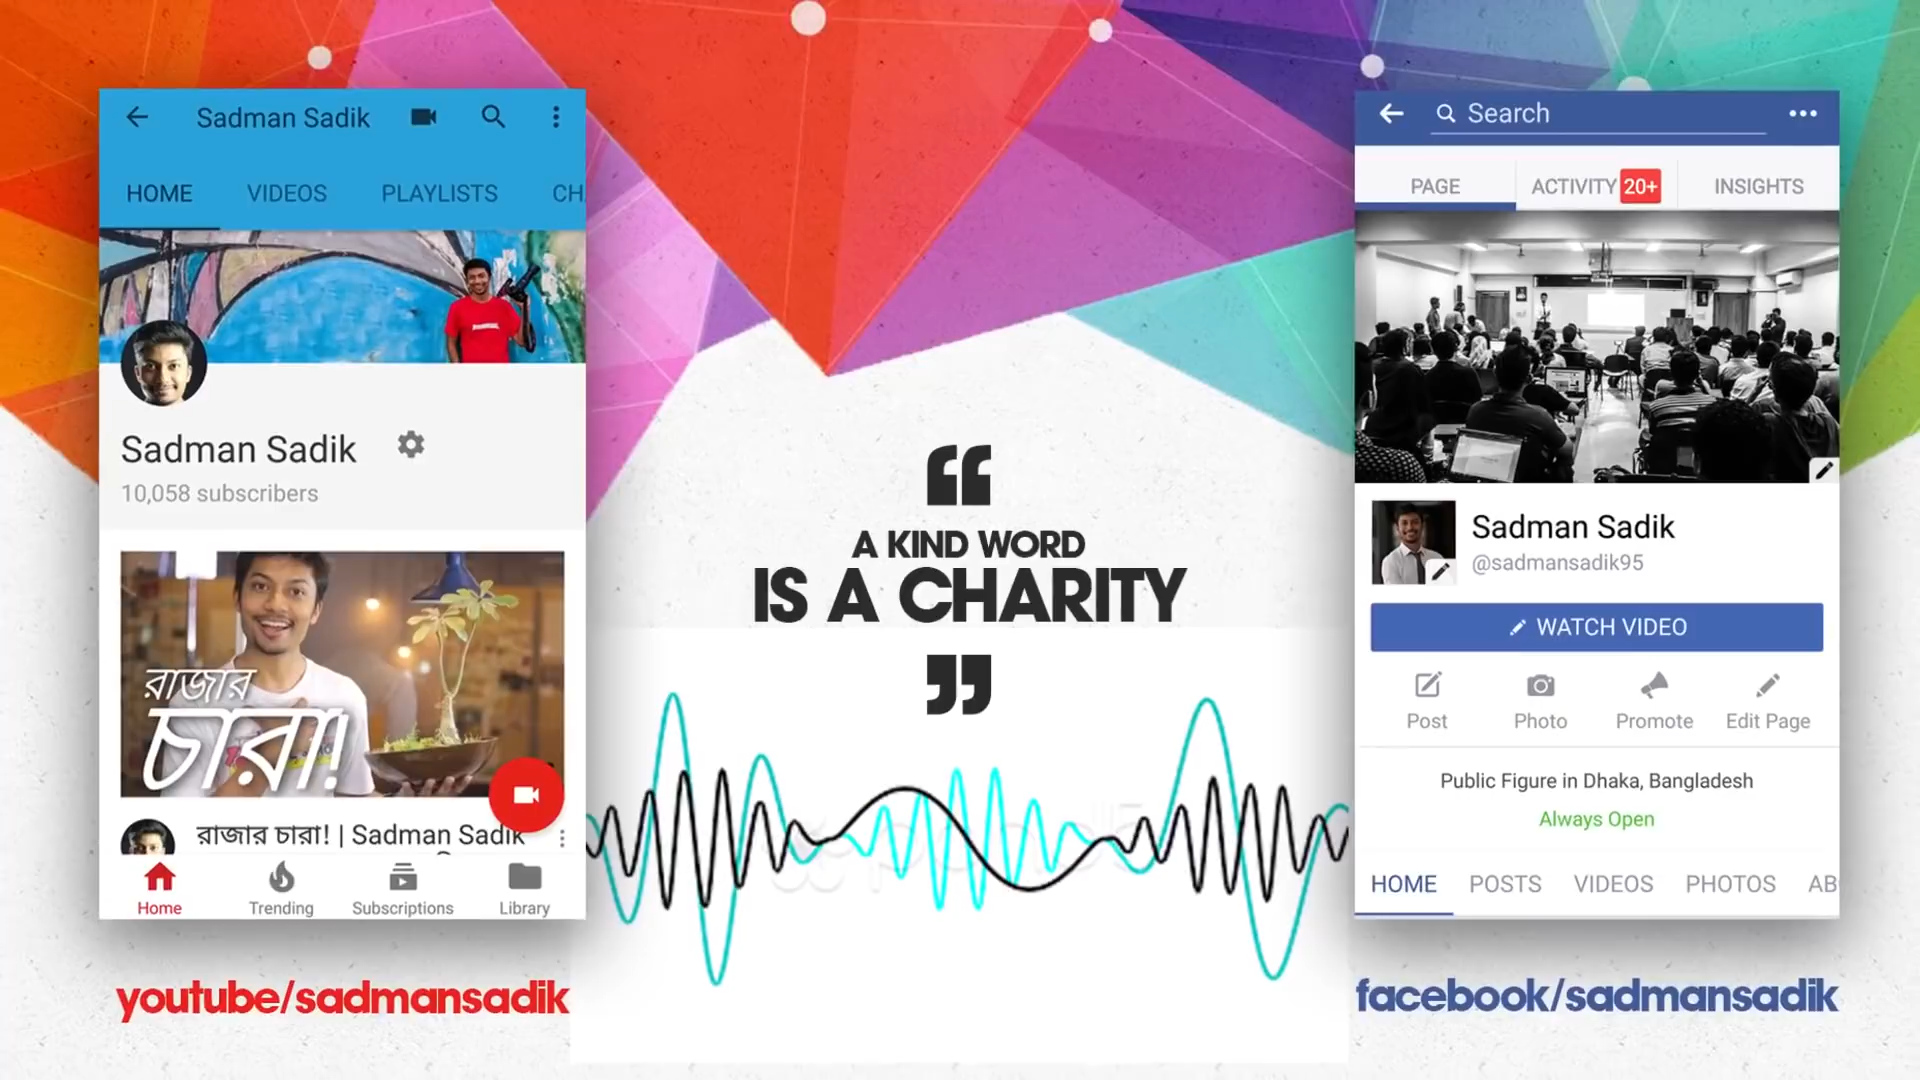 Sadman Sadik
HOME VIDEOS PLAYLISTS CH
Sadman Sadik
10,058 subscribers
রাজার
চারা!
রাজার চারা! | Sadman Sadik
Home Trending Subscriptions Library
youtube/sadmansadik
“
A KIND WORD
IS A CHARITY
”
Search
PAGE ACTIVITY 20+ INSIGHTS
Sadman Sadik
@sadmansadik95
WATCH VIDEO
Post Photo Promote Edit Page
Public Figure in Dhaka, Bangladesh
Always Open
HOME POSTS VIDEOS PHOTOS AB
facebook/sadmansadik